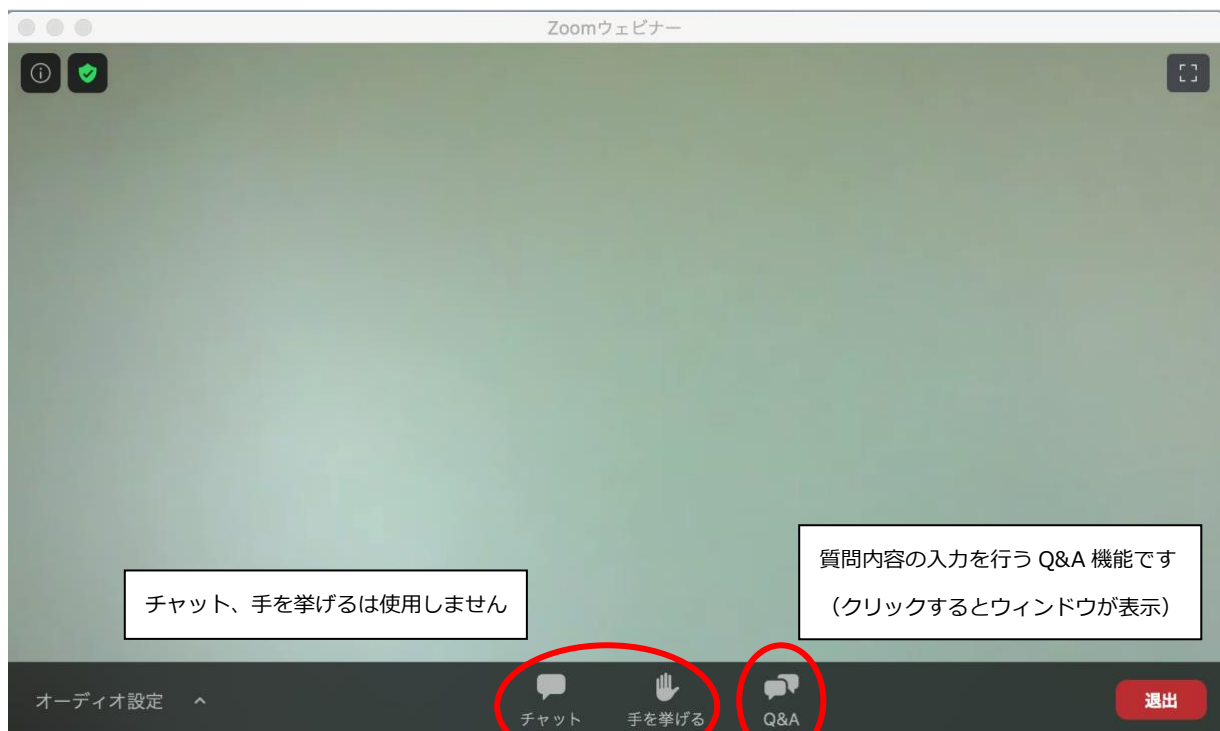 Zoomウェビナー
質問内容の入力を行う Q&A 機能です
（クリックするとウィンドウが表示）
チャット、手を挙げるは使用しません
オーディオ設定
チャット
手を挙げる
Q&A
退出